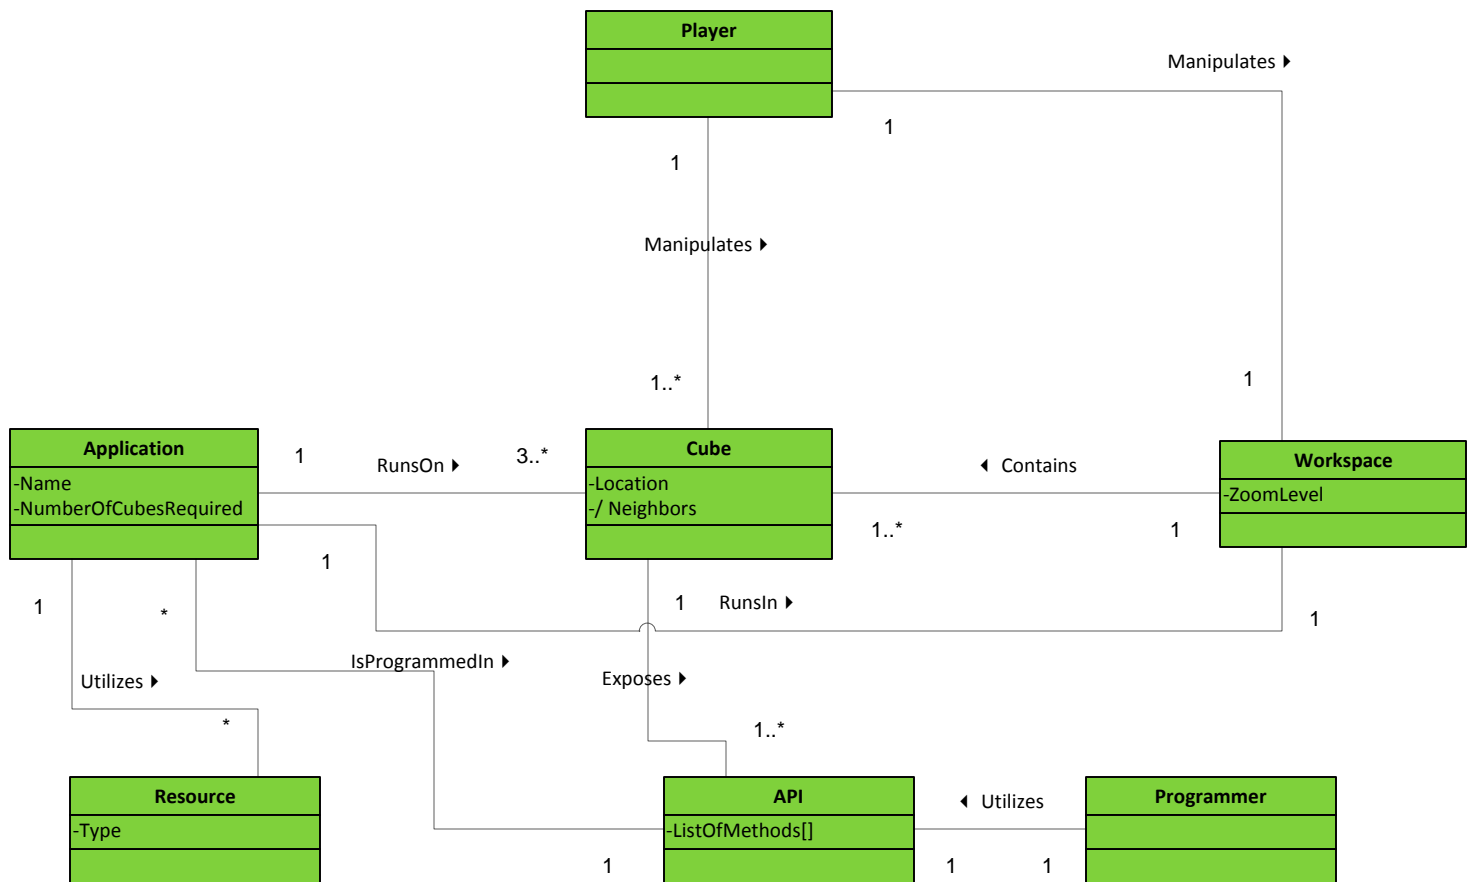 Player
Manipulates
1
1
Manipulates
1..*
1
Application
-Name
-NumberOfCubesRequired
1
RunsOn
3..*
Cube
-Location
-/ Neighbors
Contains
1..*
1
Workspace
-ZoomLevel
1
1
*
1
RunsIn
1
IsProgrammedIn
Utilizes
Exposes
*
1..*
Resource
-Type
API
-ListOfMethods[]
Utilizes
Programmer
1
1
1